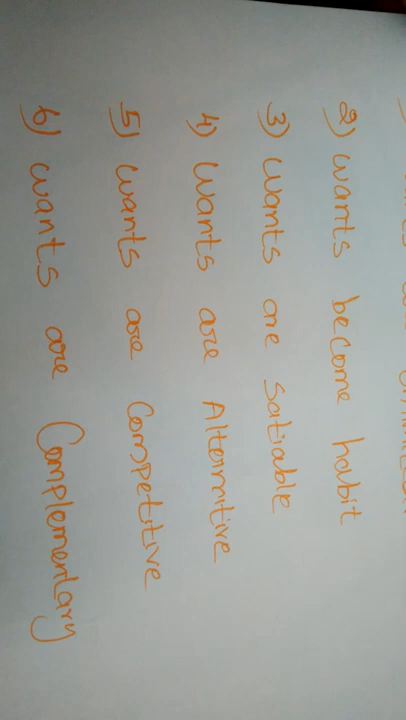 2) wants become habit
3) wants are satiable
4) Wants are Alternitive
5) wants are Competitive
6) wants are Complementary